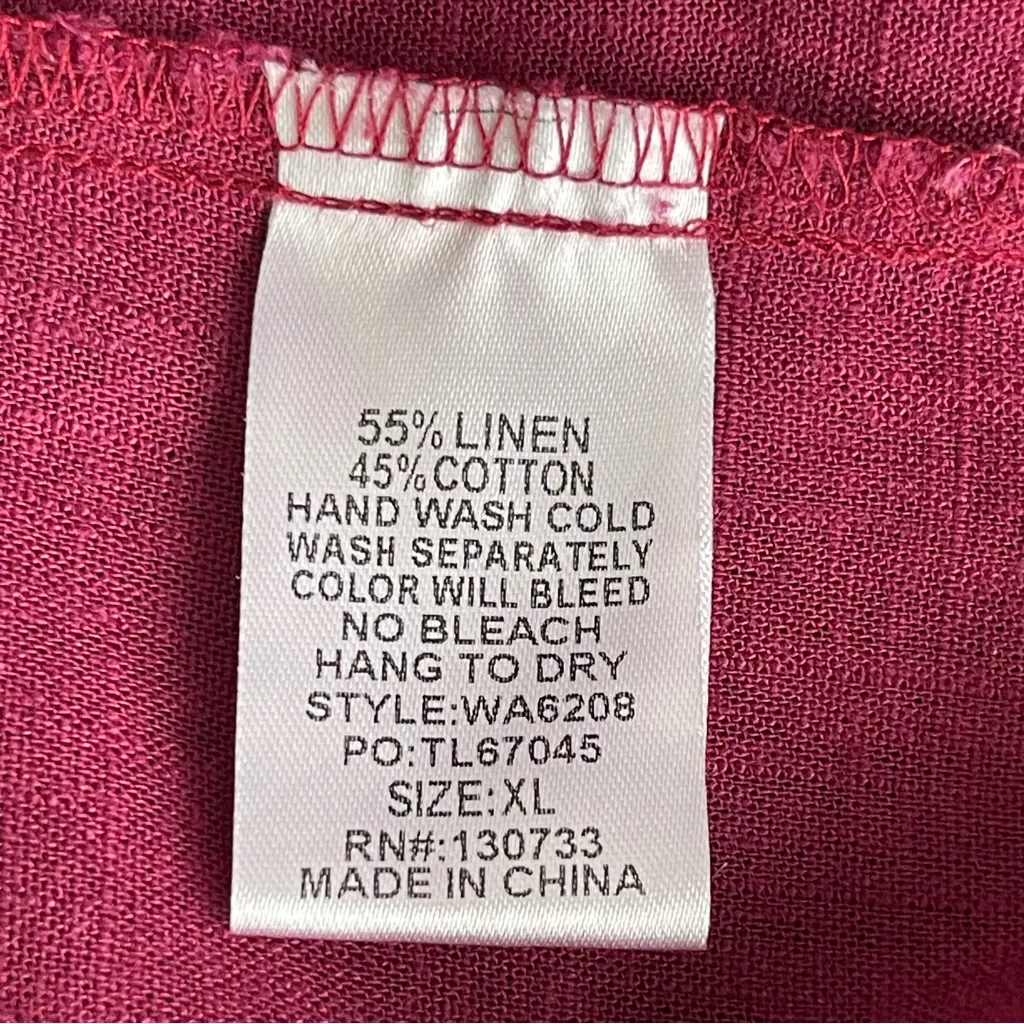 55% LINEN
45% COTTON
HAND WASH COLD
WASH SEPARATELY
COLOR WILL BLEED
NO BLEACH
HANG TO DRY
STYLE:WA6208
PO:TL67045
SIZE:XL
RN#:130733
MADE IN CHINA